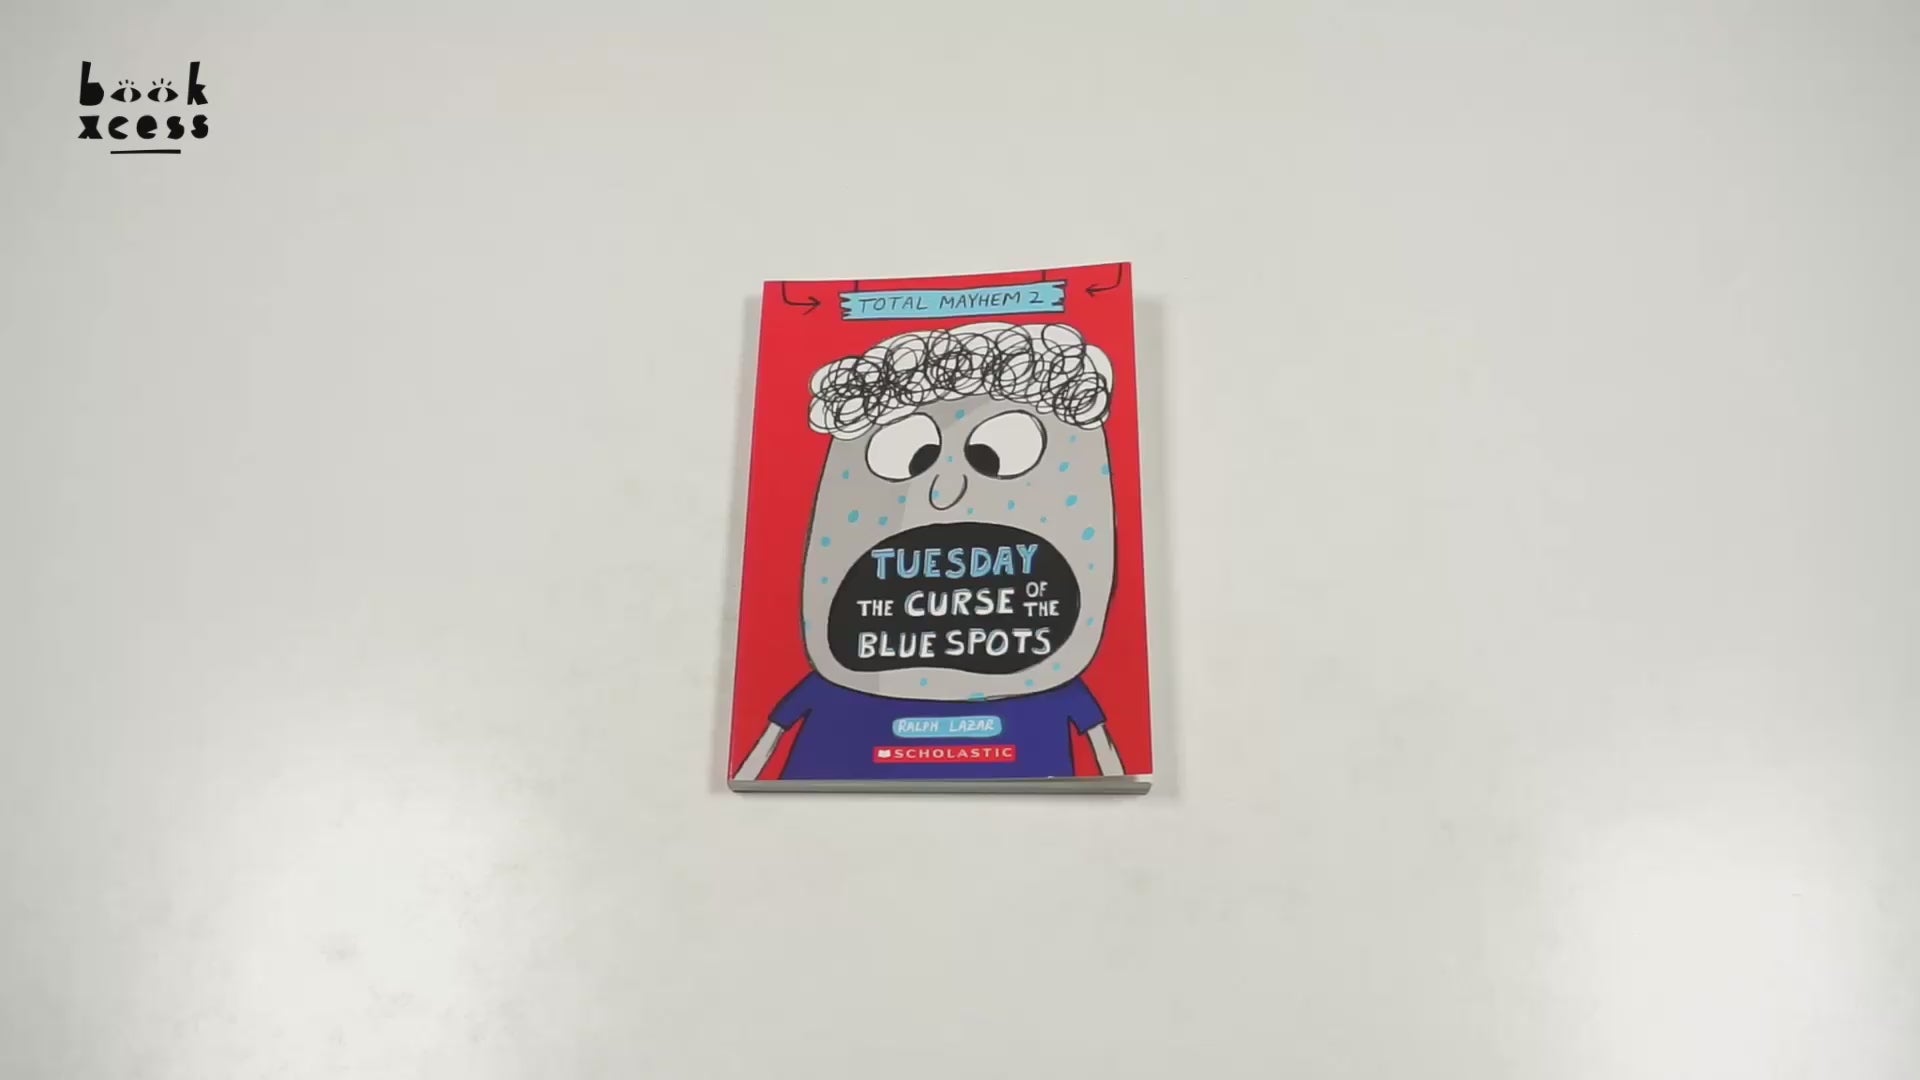 book
xcess
TOTAL MAYHEM 2
TUESDAY
THE CURSE OF THE
BLUE SPOTS
RALPH LAZAR
SCHOLASTIC